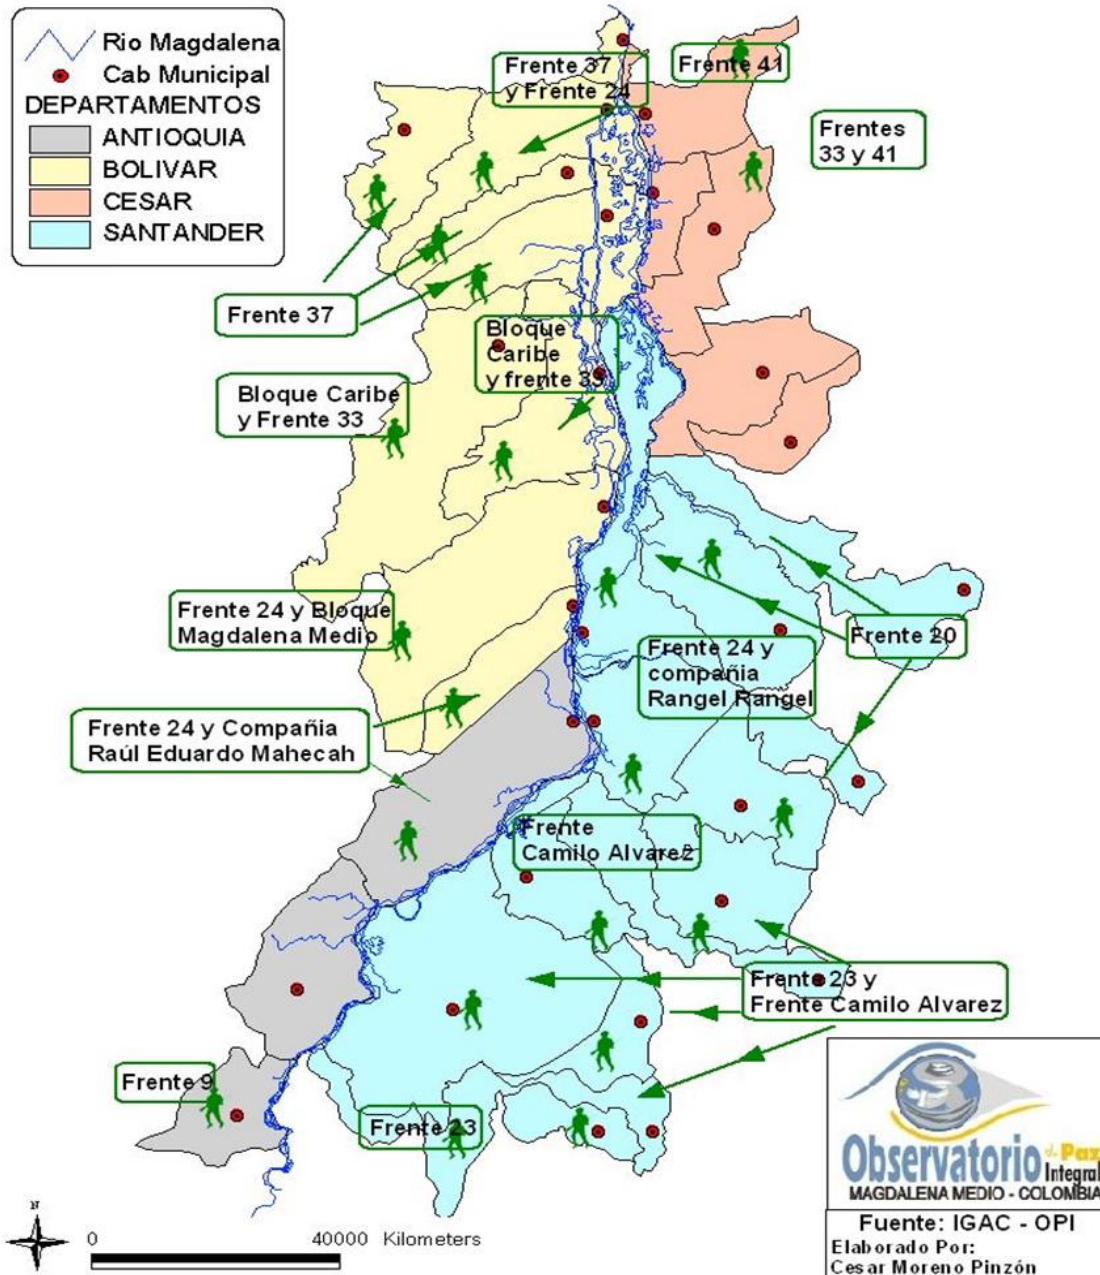 Rio Magdalena
Cab Municipal
DEPARTAMENTOS
ANTIOQUIA
BOLIVAR
CESAR
SANTANDER
Frente 37
y Frente 24
Frente 41
Frentes
33 y 41
Frente 37
Bloque
Caribe
y frente 33
Bloque Caribe
y Frente 33
Frente 24 y Bloque
Magdalena Medio
Frente 20
Frente 24 y
compañia
Rangel Rangel
Frente 24 y Compañia
Raúl Eduardo Mahecah
Frente
Camilo Alvarez
Frente 23 y
Frente Camilo Alvarez
Frente 9
Frente 23
Observatorio de Paz
Integral
MAGDALENA MEDIO - COLOMBIA
Fuente: IGAC - OPI
Elaborado Por:
Cesar Moreno Pinzón
N
0 40000 Kilometers